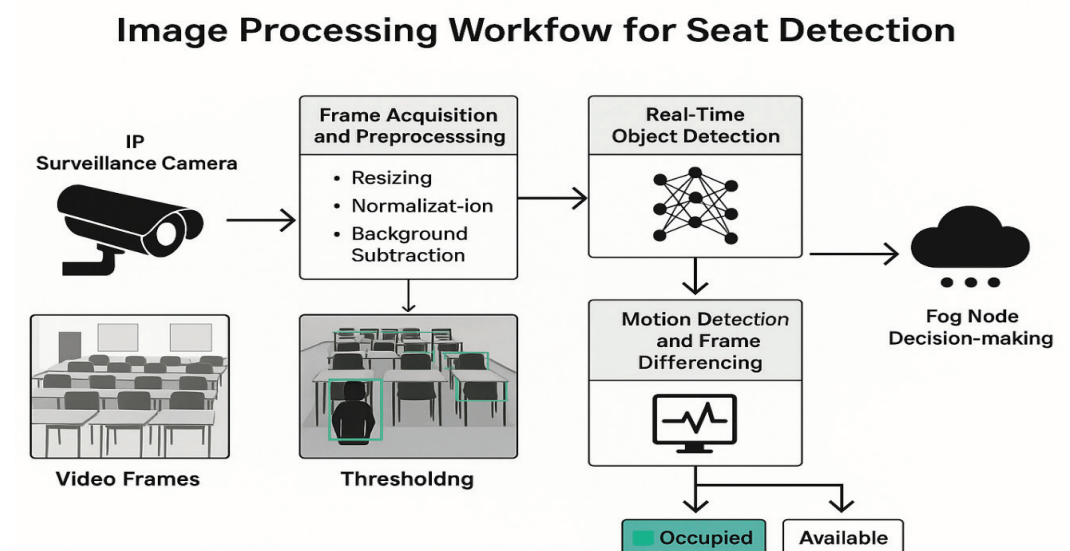 Image Processing Workfow for Seat Detection
IP
Surveillance Camera
Frame Acquisition
and Preprocesssing
• Resizing
• Normalizat-ion
• Background
Subtraction
Real-Time
Object Detection
Motion Detection
and Frame
Differencing
Fog Node
Decision-making
Video Frames
Thresholdng
Occupied
Available